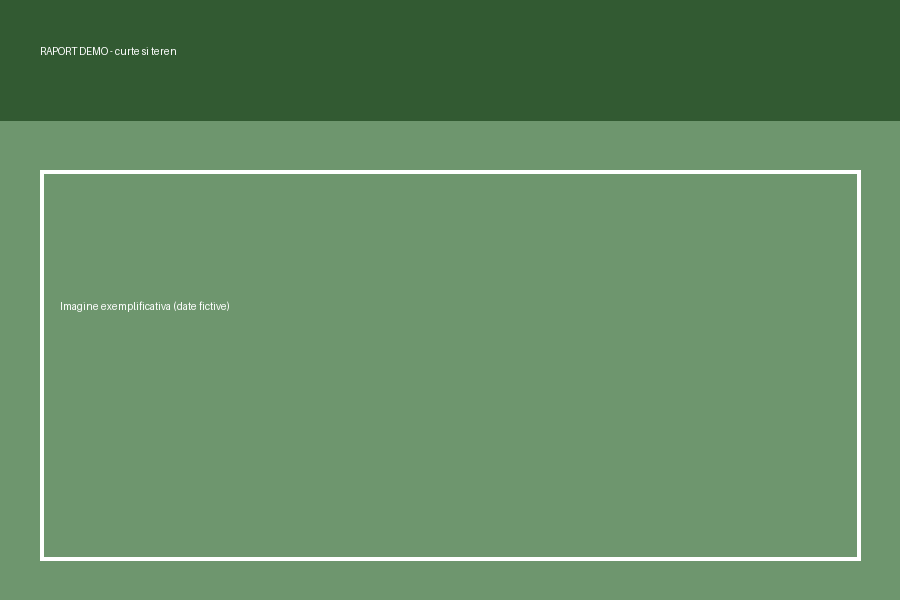 RAPORT DEMO - curte si teren
Imagine exemplificativa (date fictive)